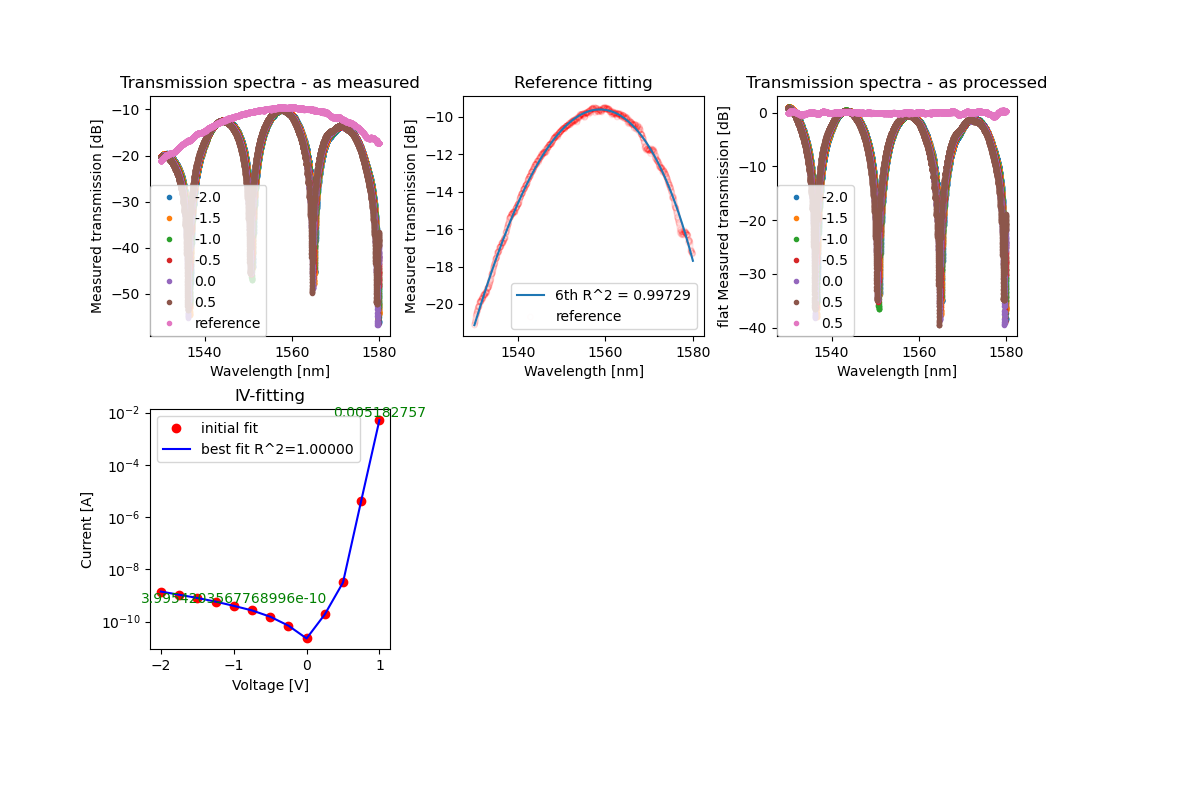 Transmission spectra - as measured
Measured transmission [dB]
−10
−20
−30
−40
−50
-2.0
-1.5
-1.0
-0.5
0.0
0.5
reference
1540
1560
1580
Wavelength [nm]
Reference fitting
Measured transmission [dB]
−10
−12
−14
−16
−18
−20
6th R^2 = 0.99729
reference
1540
1560
1580
Wavelength [nm]
Transmission spectra - as processed
flat Measured transmission [dB]
0
−10
−20
−30
−40
-2.0
-1.5
-1.0
-0.5
0.0
0.5
0.5
1540
1560
1580
Wavelength [nm]
IV-fitting
Current [A]
10−2
10−4
10−6
10−8
10−10
0.005182757
initial fit
best fit R^2=1.00000
−2
−1
0
1
Voltage [V]